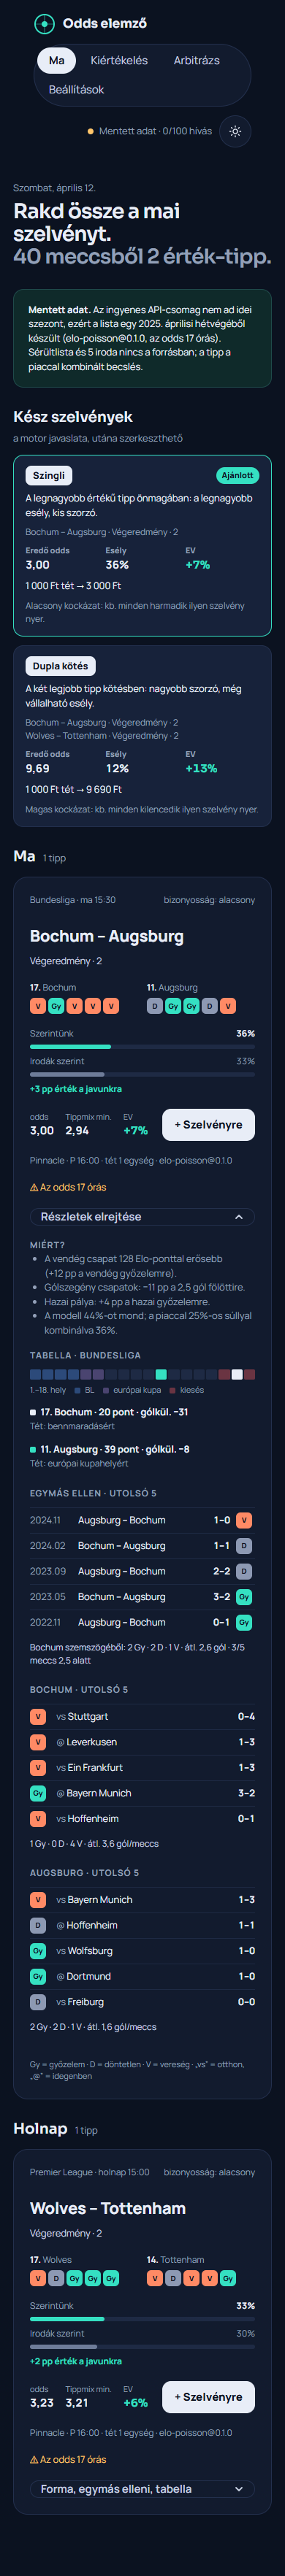 Odds elemző
Ma Kiértékelés Arbitrázs
Beállítások
Mentett adat · 0/100 hívás
Szombat, április 12.
Rakd össze a mai
szelvényt.
40 meccsből 2 érték-tipp.
Mentett adat. Az ingyenes API-csomag nem ad idei
szezont, ezért a lista egy 2025. áprilisi hétvégéből
készült (elo-poisson@0.1.0, az odds 17 órás).
Sérültlista és 5 iroda nincs a forrásban; a tipp a
piaccal kombinált becslés.
Kész szelvények
a motor javaslata, utána szerkeszthető
Szingli Ajánlott
A legnagyobb értékű tipp önmagában: a legnagyobb
esély, kis szorzó.
Bochum – Augsburg · Végeredmény · 2
Eredő odds Esély EV
3,00 36% +7%
1 000 Ft tét → 3 000 Ft
Alacsony kockázat: kb. minden harmadik ilyen szelvény
nyer.
Dupla kötés
A két legjobb tipp kötésben: nagyobb szorzó, még
vállalható esély.
Bochum – Augsburg · Végeredmény · 2
Wolves – Tottenham · Végeredmény · 2
Eredő odds Esély EV
9,69 12% +13%
1 000 Ft tét → 9 690 Ft
Magas kockázat: kb. minden kilencedik ilyen szelvény nyer.
Ma 1 tipp
Bundesliga · ma 15:30 bizonyosság: alacsony
Bochum – Augsburg
Végeredmény · 2
17. Bochum 11. Augsburg
V Gy V V V D Gy Gy D V
Szerintünk 36%
Irodák szerint 33%
+3 pp érték a javunkra
odds Tippmix min. EV
3,00 2,94 +7% + Szelvényre
Pinnacle · P 16:00 · tét 1 egység · elo-poisson@0.1.0
⚠ Az odds 17 órás
Részletek elrejtése
MIÉRT?
• A vendég csapat 128 Elo-ponttal erősebb
(+12 pp a vendég győzelemre).
• Gólszegény csapatok: −11 pp a 2,5 gól fölöttire.
• Hazai pálya: +4 pp a hazai győzelemre.
• A modell 44%-ot mond; a piaccal 25%-os súllyal
kombinálva 36%.
TABELLA · BUNDESLIGA
1.–18. hely BL európai kupa kiesés
17. Bochum · 20 pont · gólkül. −31
Tét: bennmaradásért
11. Augsburg · 39 pont · gólkül. −8
Tét: európai kupahelyért
EGYMÁS ELLEN · UTOLSÓ 5
2024.11 Augsburg – Bochum 1–0 V
2024.02 Bochum – Augsburg 1–1 D
2023.09 Augsburg – Bochum 2–2 D
2023.05 Bochum – Augsburg 3–2 Gy
2022.11 Augsburg – Bochum 0–1 Gy
Bochum szemszögéből: 2 Gy · 2 D · 1 V · átl. 2,6 gól · 3/5
meccs 2,5 alatt
BOCHUM · UTOLSÓ 5
V vs Stuttgart 0–4
V @ Leverkusen 1–3
V vs Ein Frankfurt 1–3
Gy @ Bayern Munich 3–2
V vs Hoffenheim 0–1
1 Gy · 0 D · 4 V · átl. 3,6 gól/meccs
AUGSBURG · UTOLSÓ 5
V vs Bayern Munich 1–3
D @ Hoffenheim 1–1
Gy vs Wolfsburg 1–0
Gy @ Dortmund 1–0
D vs Freiburg 0–0
2 Gy · 2 D · 1 V · átl. 1,6 gól/meccs
Gy = győzelem · D = döntetlen · V = vereség · „vs” = otthon,
„@” = idegenben
Holnap 1 tipp
Premier League · holnap 15:00 bizonyosság: alacsony
Wolves – Tottenham
Végeredmény · 2
17. Wolves 14. Tottenham
V D Gy Gy Gy V D V V Gy
Szerintünk 33%
Irodák szerint 30%
+2 pp érték a javunkra
odds Tippmix min. EV
3,23 3,21 +6% + Szelvényre
Pinnacle · P 16:00 · tét 1 egység · elo-poisson@0.1.0
⚠ Az odds 17 órás
Forma, egymás elleni, tabella